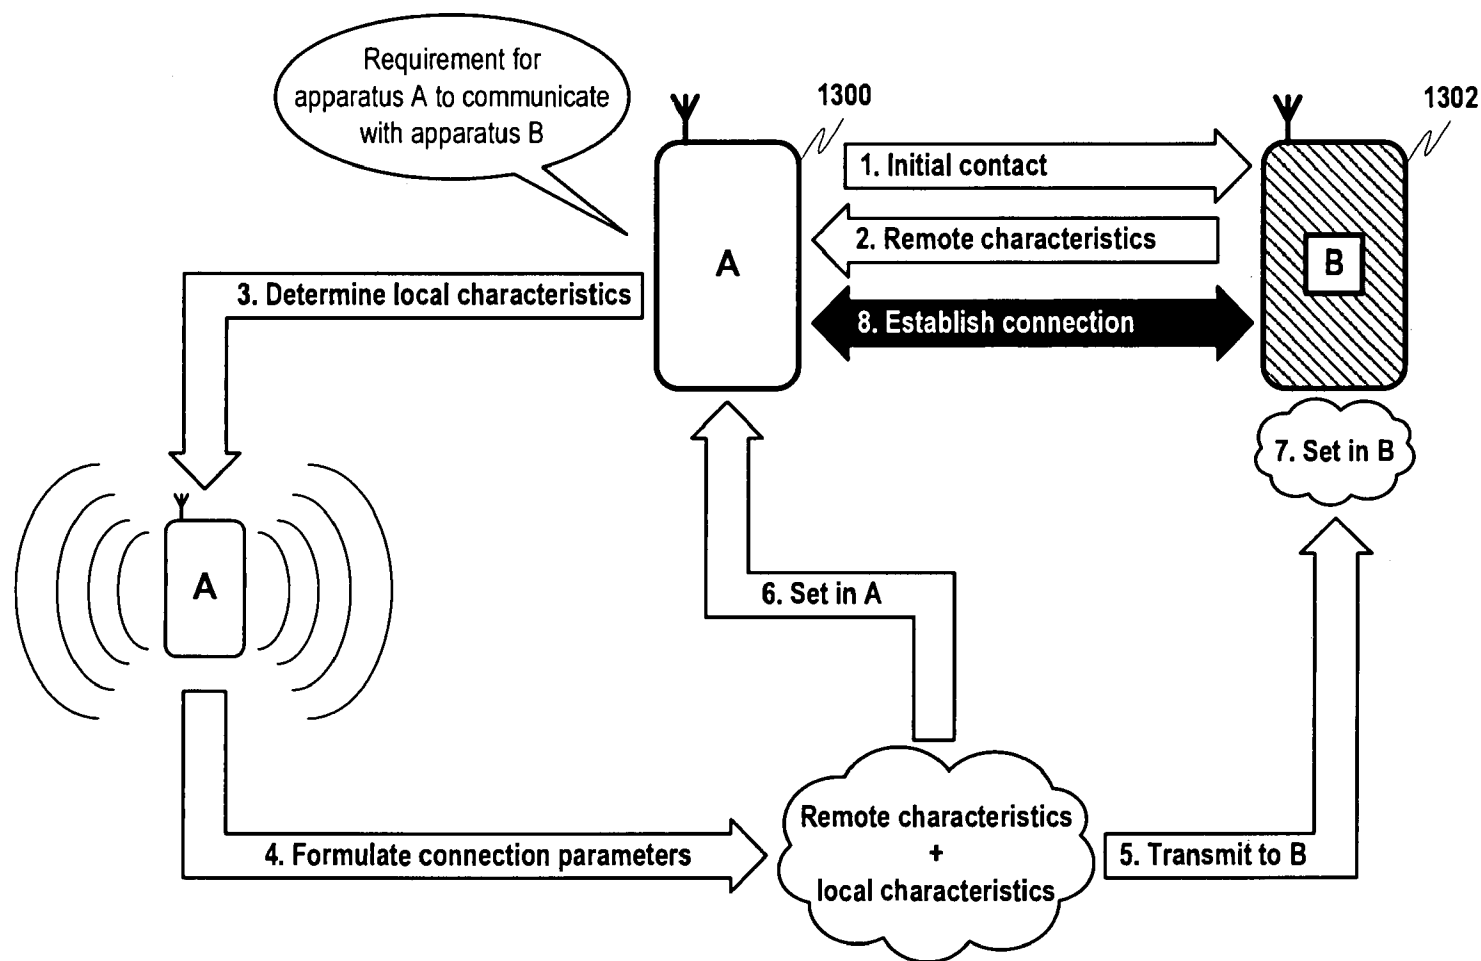 Requirement for
apparatus A to communicate
with apparatus B
1300
1302
1. Initial contact
2. Remote characteristics
A
B
3. Determine local characteristics
8. Establish connection
7. Set in B
A
6. Set in A
Remote characteristics
+
local characteristics
4. Formulate connection parameters
5. Transmit to B